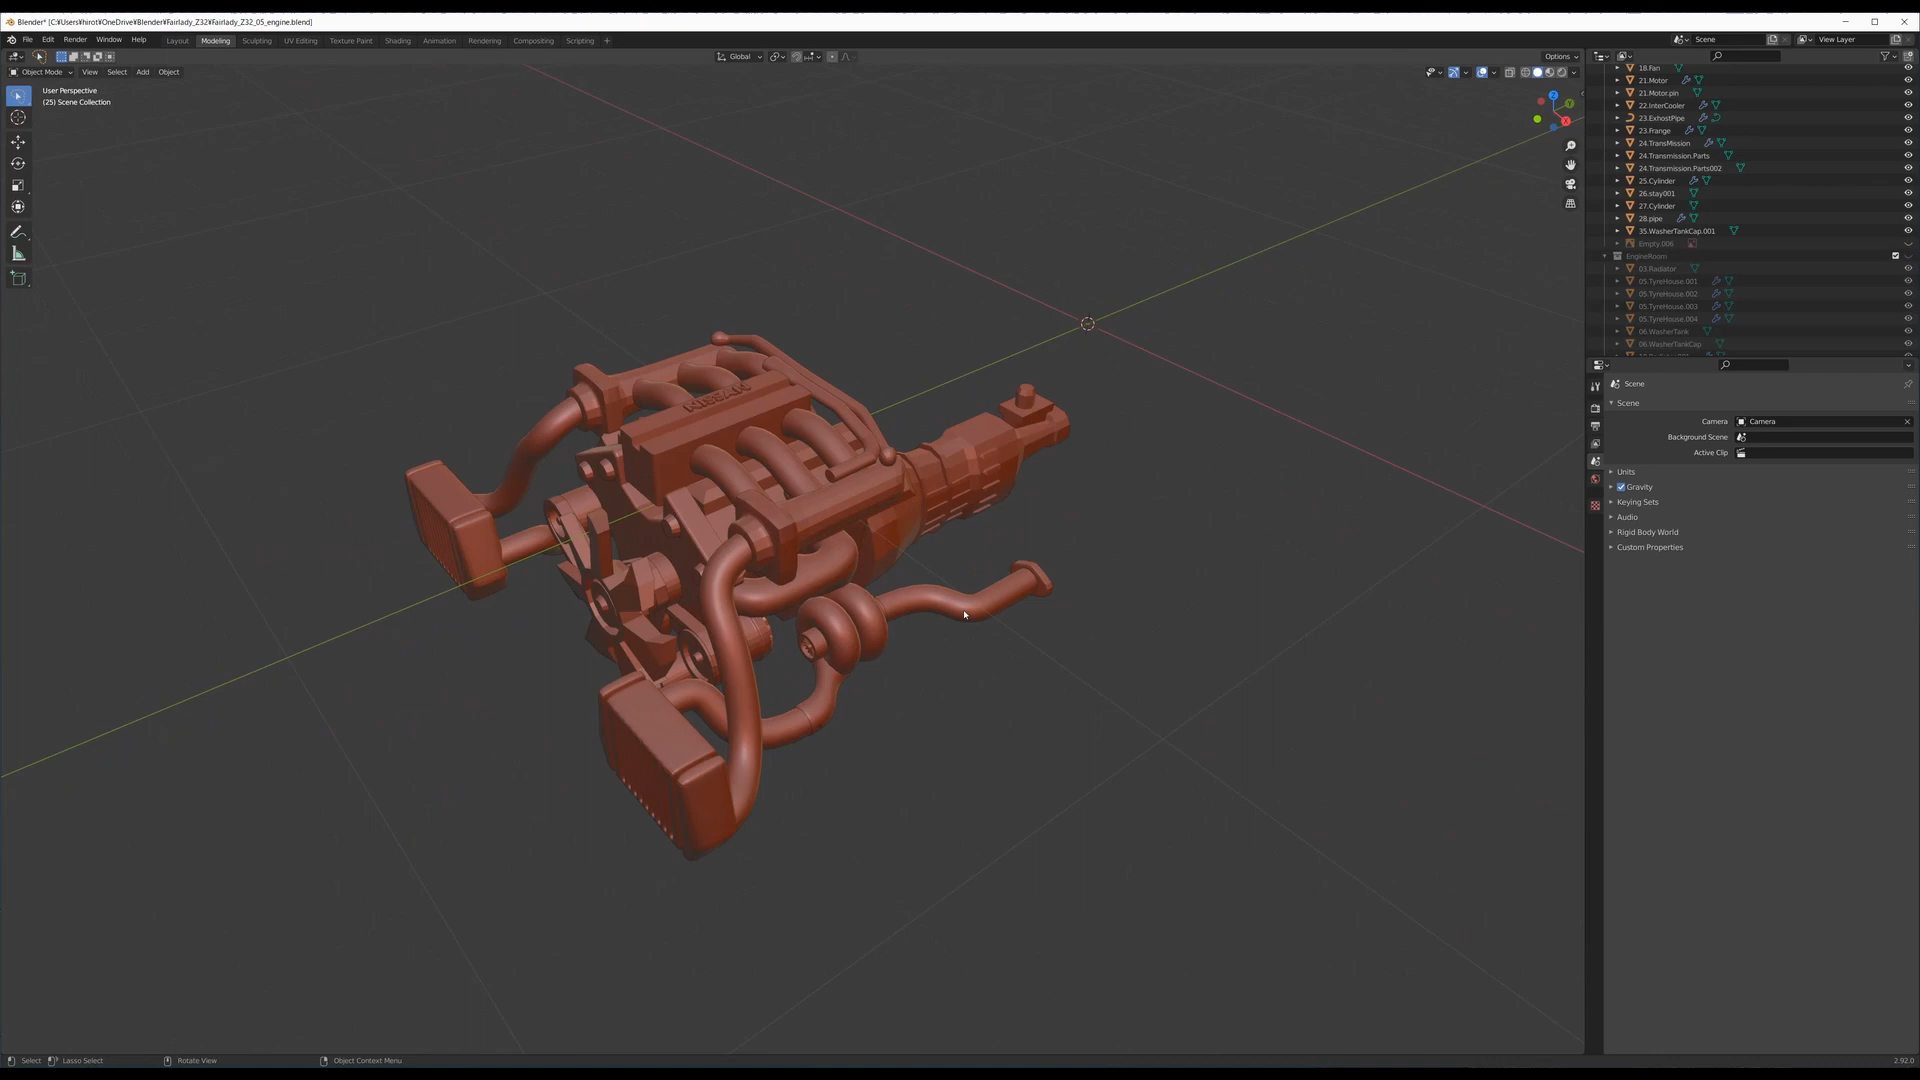 Blender* [C:¥Users¥hirot¥OneDrive¥Blender¥Fairlady_Z32¥Fairlady_Z32_05_engine.blend]
File Edit Render Window Help
Layout Modeling Sculpting UV Editing Texture Paint Shading Animation Rendering Compositing Scripting +
Scene
View Layer
Global
Options
Object Mode View Select Add Object
User Perspective
(25) Scene Collection
Z
Y
X
NISSAN
18.Fan
21.Motor
21.Motor.pin
22.InterCooler
23.ExhostPipe
23.Frange
24.TransMission
24.Transmission.Parts
24.Transmission.Parts002
25.Cylinder
26.stay001
27.Cylinder
28.pipe
35.WasherTankCap.001
Empty.006
EngineRoom
03.Radiator
05.TyreHouse.001
05.TyreHouse.002
05.TyreHouse.003
05.TyreHouse.004
06.WasherTank
06.WasherTankCap
Scene
Scene
Camera Camera
Background Scene
Active Clip
Units
Gravity
Keying Sets
Audio
Rigid Body World
Custom Properties
Select Lasso Select Rotate View Object Context Menu
2.92.0